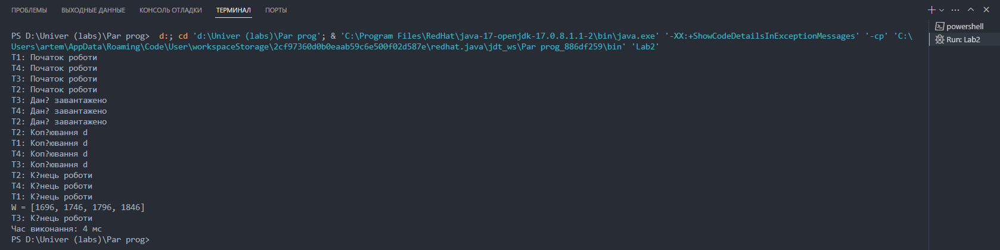 ПРОБЛЕМЫ ВЫХОДНЫЕ ДАННЫЕ КОНСОЛЬ ОТЛАДКИ ТЕРМИНАЛ ПОРТЫ
PS D:\Univer (labs)\Par prog>  d:; cd 'd:\Univer (labs)\Par prog'; & 'C:\Program Files\RedHat\java-17-openjdk-17.0.8.1.1-2\bin\java.exe' '-XX:+ShowCodeDetailsInExceptionMessages' '-cp' 'C:\
Users\artem\AppData\Roaming\Code\User\workspaceStorage\2cf97360d0b0eaab59c6e500f02d587e\redhat.java\jdt_ws\Par prog_886df259\bin' 'Lab2'
T1: Початок роботи
T4: Початок роботи
T3: Початок роботи
T2: Початок роботи
T3: Дан? завантажено
T4: Дан? завантажено
T2: Дан? завантажено
T2: Коп?ювання d
T1: Коп?ювання d
T4: Коп?ювання d
T3: Коп?ювання d
T2: К?нець роботи
T4: К?нець роботи
T1: К?нець роботи
W = [1696, 1746, 1796, 1846]
T3: К?нець роботи
Час виконання: 4 мс
PS D:\Univer (labs)\Par prog>
powershell
Run: Lab2